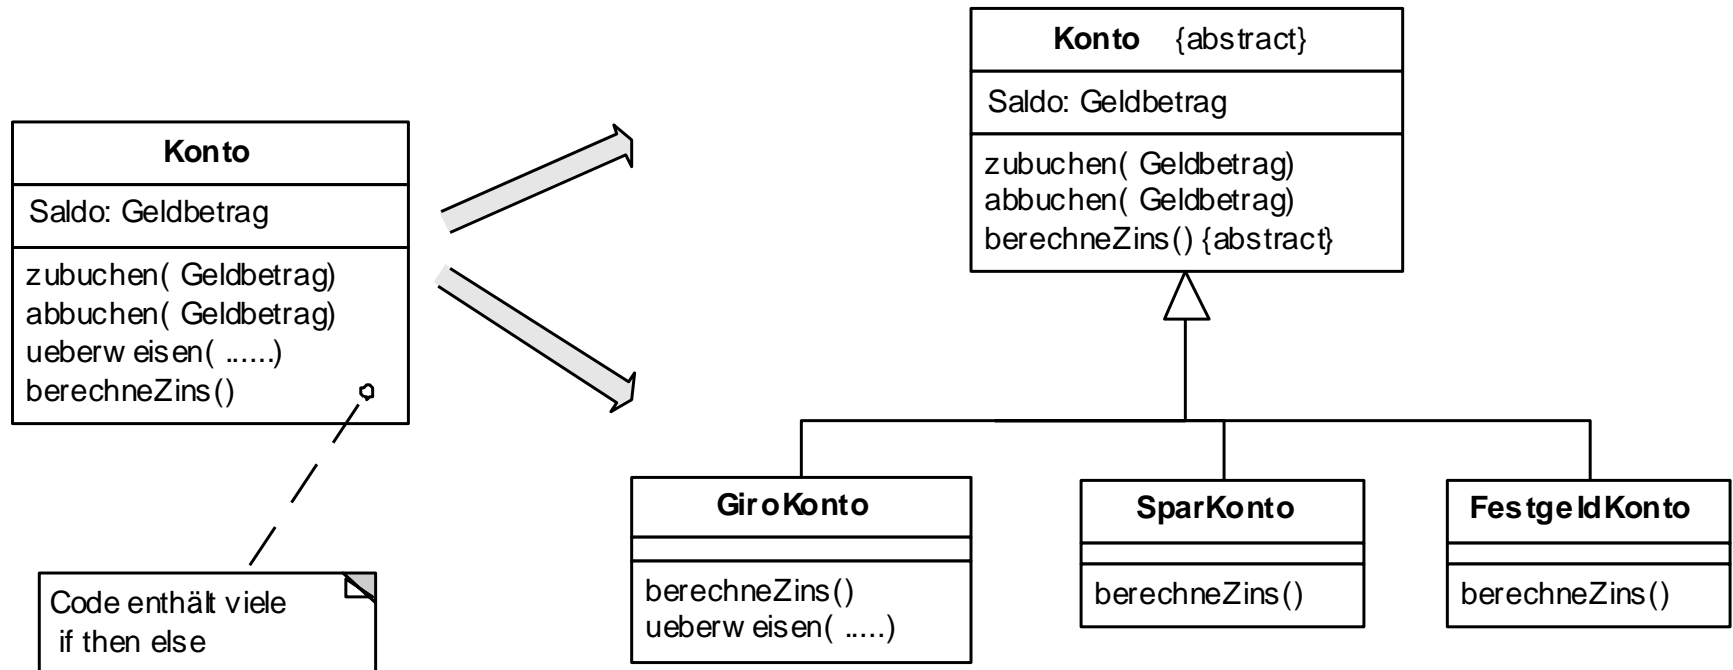 Konto
Saldo: Geldbetrag
zubuchen( Geldbetrag)
abbuchen( Geldbetrag)
ueberweisen( ......)
berechneZins()
Code enthält viele
if then else
Konto {abstract}
Saldo: Geldbetrag
zubuchen( Geldbetrag)
abbuchen( Geldbetrag)
berechneZins() {abstract}
GiroKonto
berechneZins()
ueberweisen( .....)
SparKonto
berechneZins()
FestgeldKonto
berechneZins()